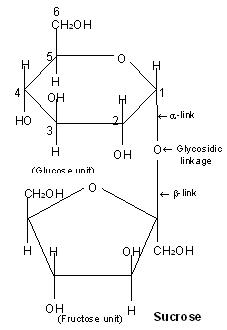 6
CH₂OH
5
O
H
H
H
4
H
1
OH
H
HO
3
2
α-link
H
OH
O ← Glycosidic
linkage
(Glucose unit)
CH₂OH
O
← β-link
H
H
OH
CH₂OH
OH
H
(Fructose unit)
Sucrose